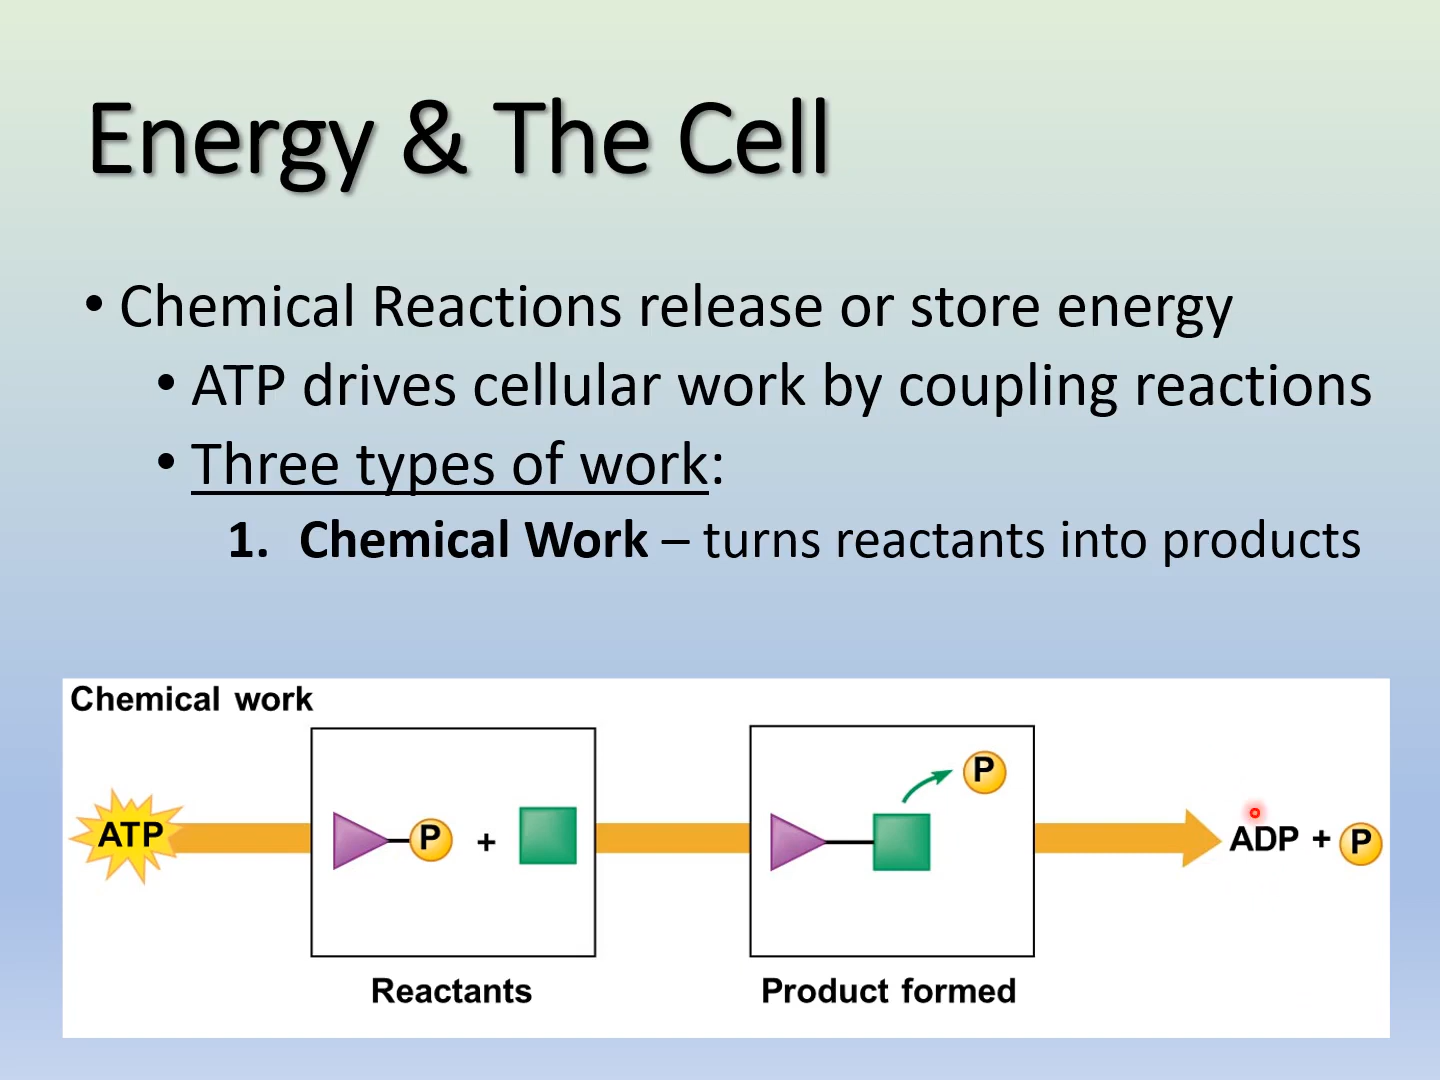 Energy & The Cell
• Chemical Reactions release or store energy
• ATP drives cellular work by coupling reactions
• Three types of work:
1. Chemical Work – turns reactants into products
Chemical work
ATP
P
+
P
ADP + P
Reactants
Product formed